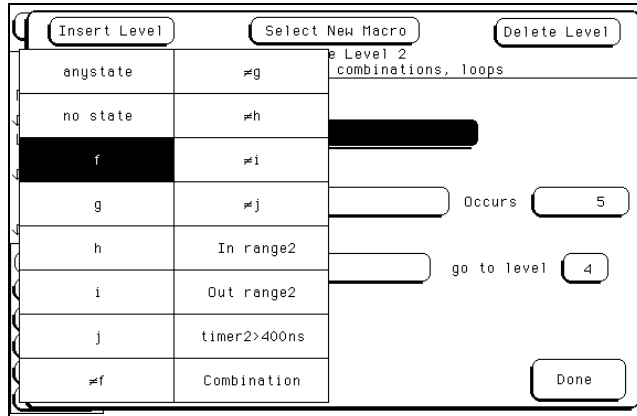 Insert Level Select New Macro Delete Level
e Level 2
combinations, loops
anystate ≠g
no state ≠h
f ≠i
g ≠j
Occurs 5
h In range2
go to level 4
i Out range2
j timer2>400ns
≠f Combination
Done